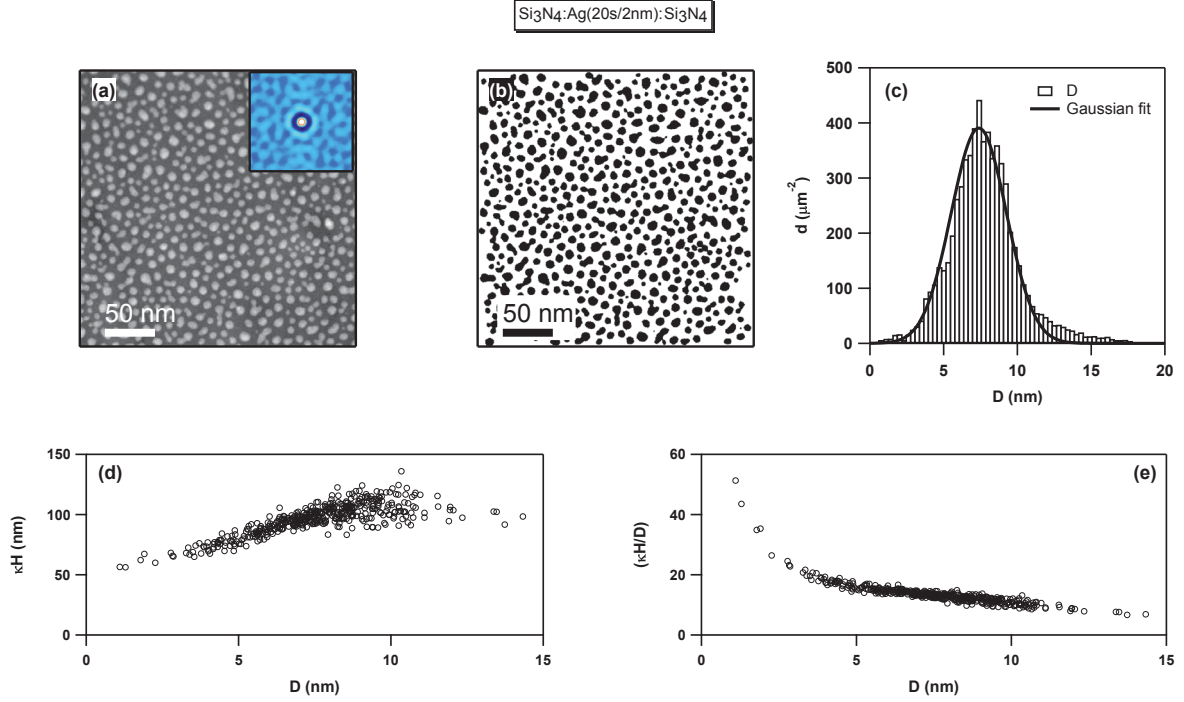 Si3N4:Ag(20s/2nm):Si3N4
(a)
50 nm
(b)
50 nm
(c)
D
Gaussian fit
500
400
300
200
100
0
d (μm-2)
0 5 10 15 20
D (nm)
(d)
150
100
50
0
κH (nm)
0 5 10 15
D (nm)
(e)
60
40
20
0
(κH/D)
0 5 10 15
D (nm)